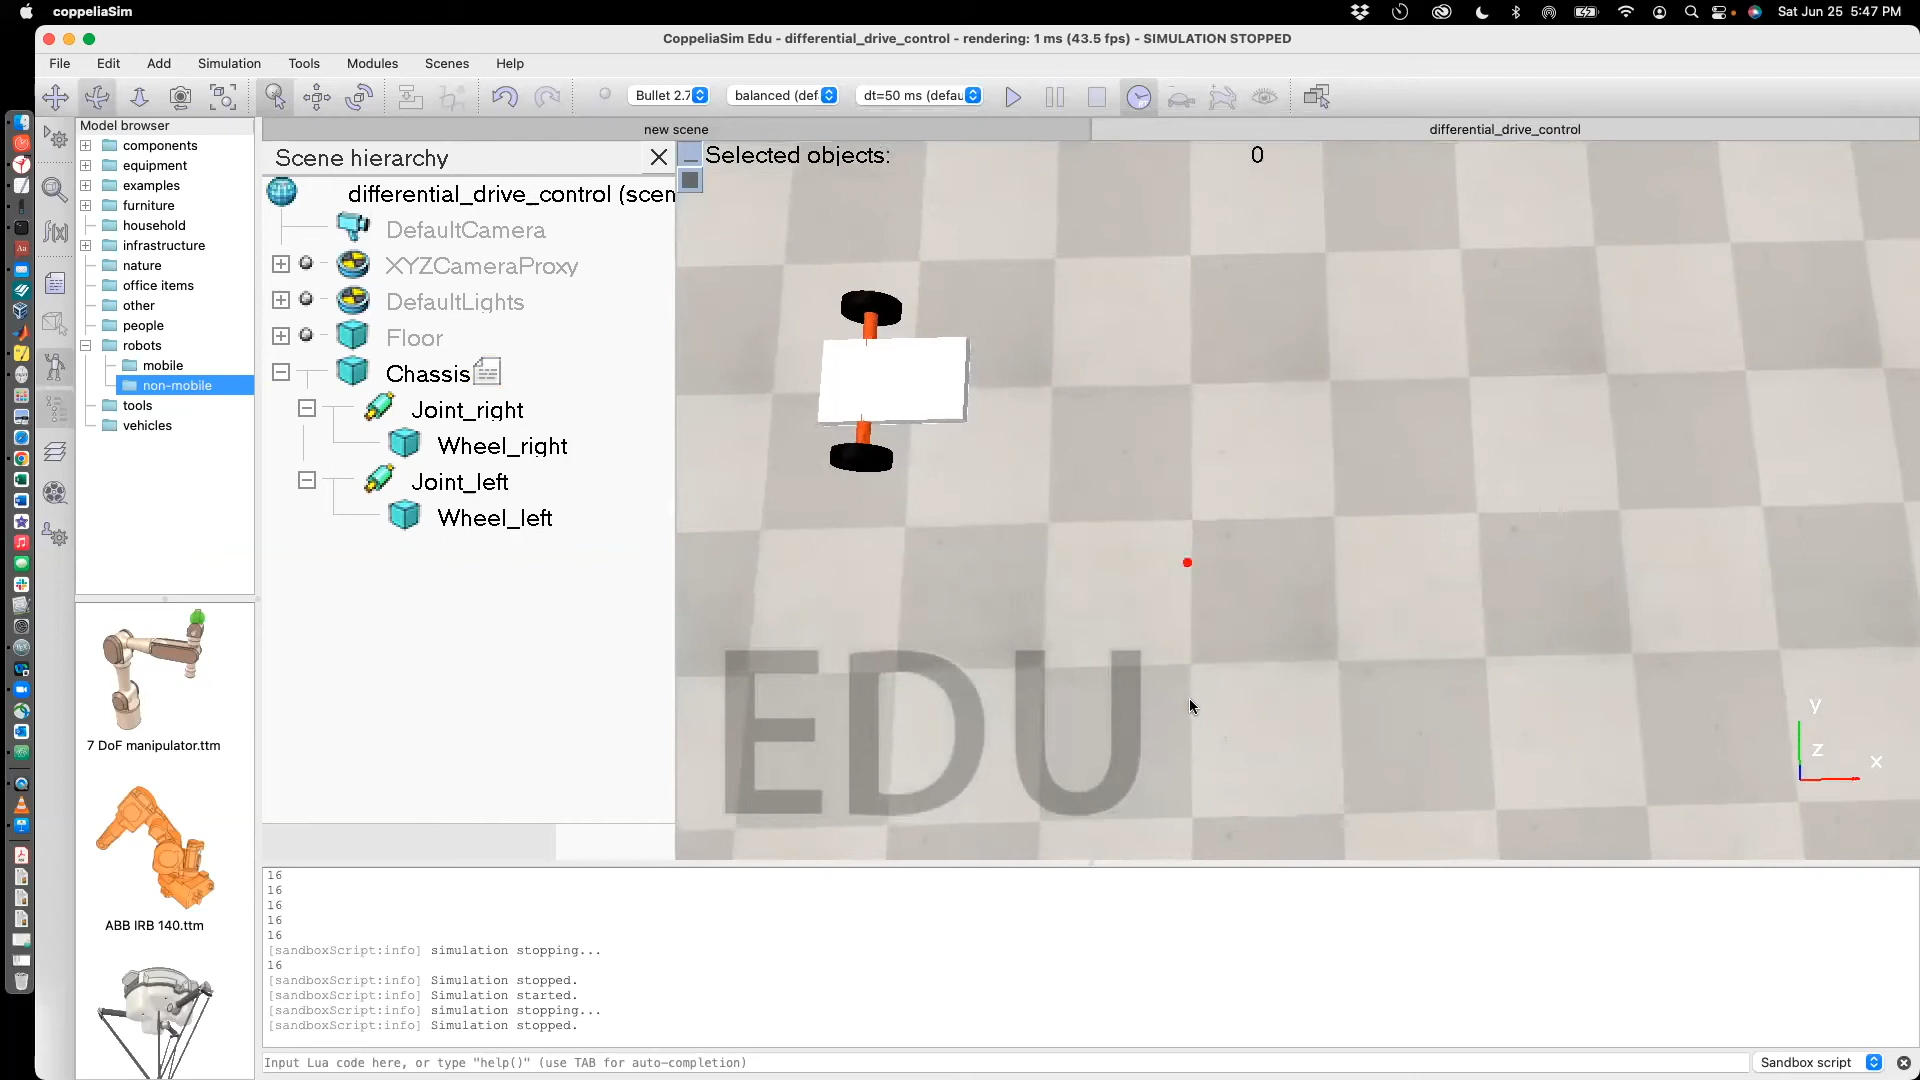 coppeliaSim
Sat Jun 25 5:47 PM
CoppeliaSim Edu - differential_drive_control - rendering: 1 ms (43.5 fps) - SIMULATION STOPPED
File Edit Add Simulation Tools Modules Scenes Help
Bullet 2.7 balanced (def dt=50 ms (defau
new scene differential_drive_control
Model browser
components
equipment
examples
furniture
household
infrastructure
nature
office items
other
people
robots
mobile
non-mobile
tools
vehicles
7 DoF manipulator.ttm
ABB IRB 140.ttm
Scene hierarchy
differential_drive_control (scen
DefaultCamera
XYZCameraProxy
DefaultLights
Floor
Chassis
Joint_right
Wheel_right
Joint_left
Wheel_left
Selected objects: 0
EDU
y
z
x
16
16
16
16
16
[sandboxScript:info] simulation stopping...
16
[sandboxScript:info] Simulation stopped.
[sandboxScript:info] Simulation started.
[sandboxScript:info] simulation stopping...
[sandboxScript:info] Simulation stopped.
Input Lua code here, or type "help()" (use TAB for auto-completion)
Sandbox script